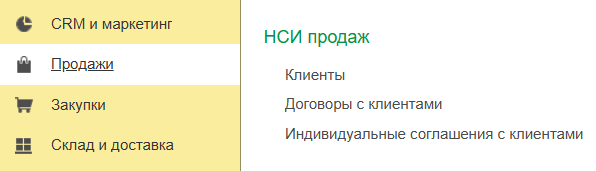 CRM и маркетинг
Продажи
Закупки
Склад и доставка
НСИ продаж
Клиенты
Договоры с клиентами
Индивидуальные соглашения с клиентами